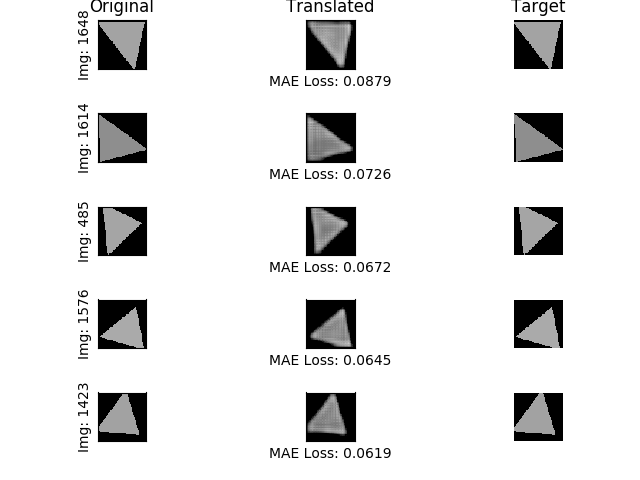 Original Translated Target
Img: 1648
MAE Loss: 0.0879
Img: 1614
MAE Loss: 0.0726
Img: 485
MAE Loss: 0.0672
Img: 1576
MAE Loss: 0.0645
Img: 1423
MAE Loss: 0.0619